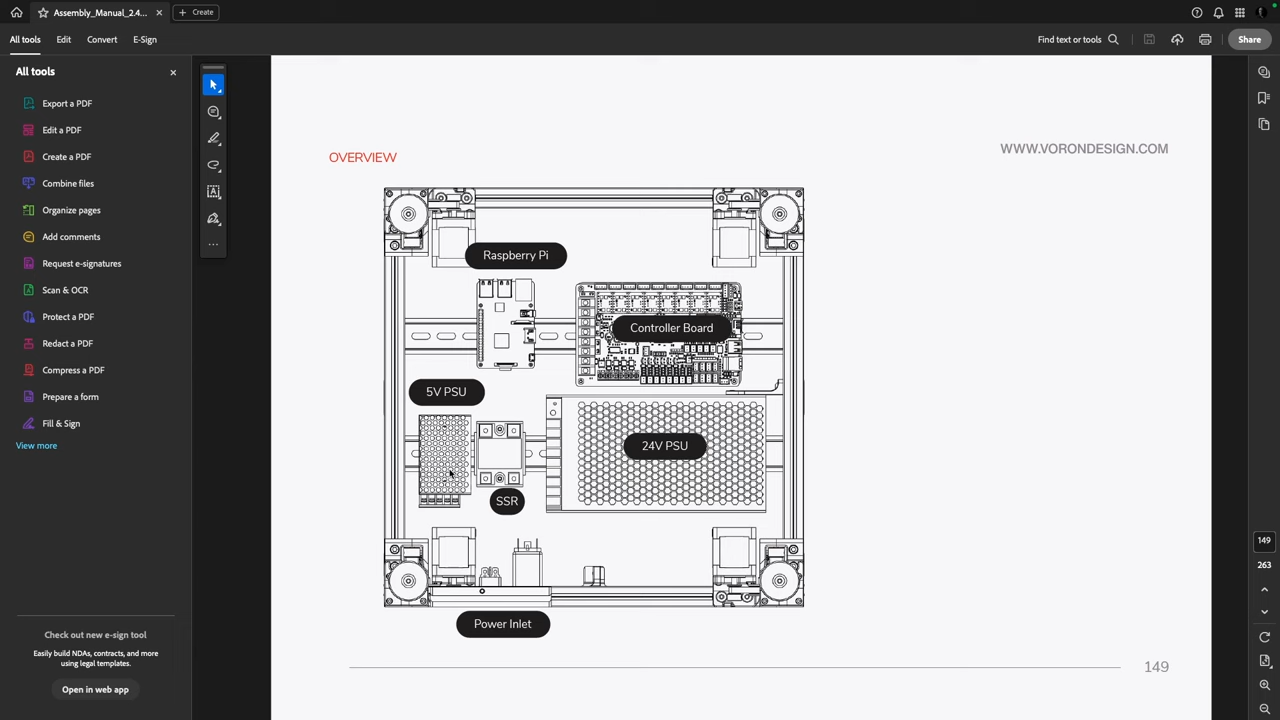 Assembly_Manual_2.4...
Create
All tools
Edit
Convert
E-Sign
Find text or tools
Share
All tools
Export a PDF
Edit a PDF
Create a PDF
Combine files
Organize pages
Add comments
Request e-signatures
Scan & OCR
Protect a PDF
Redact a PDF
Compress a PDF
Prepare a form
Fill & Sign
View more
Check out new e-sign tool
Easily build NDAs, contracts, and more
using legal templates.
Open in web app
OVERVIEW
WWW.VORONDESIGN.COM
Raspberry Pi
Controller Board
5V PSU
24V PSU
SSR
Power Inlet
149
149
263